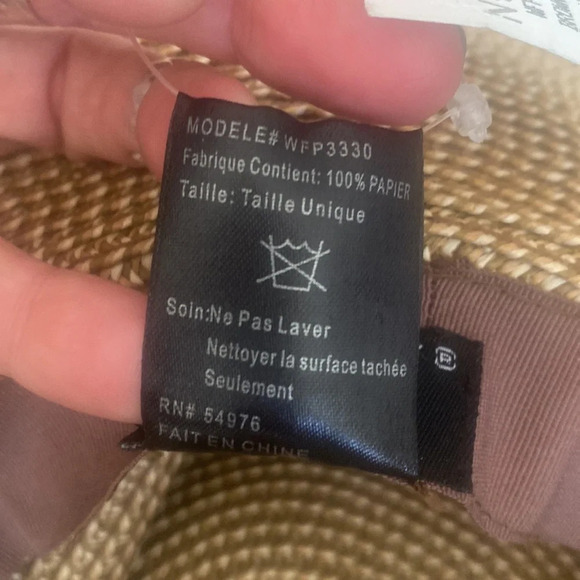 MODELE# WFP3330
Fabrique Contient: 100% PAPIER
Taille: Taille Unique
Soin:Ne Pas Laver
Nettoyer la surface tachée
Seulement
RN# 54976
FAIT EN CHINE